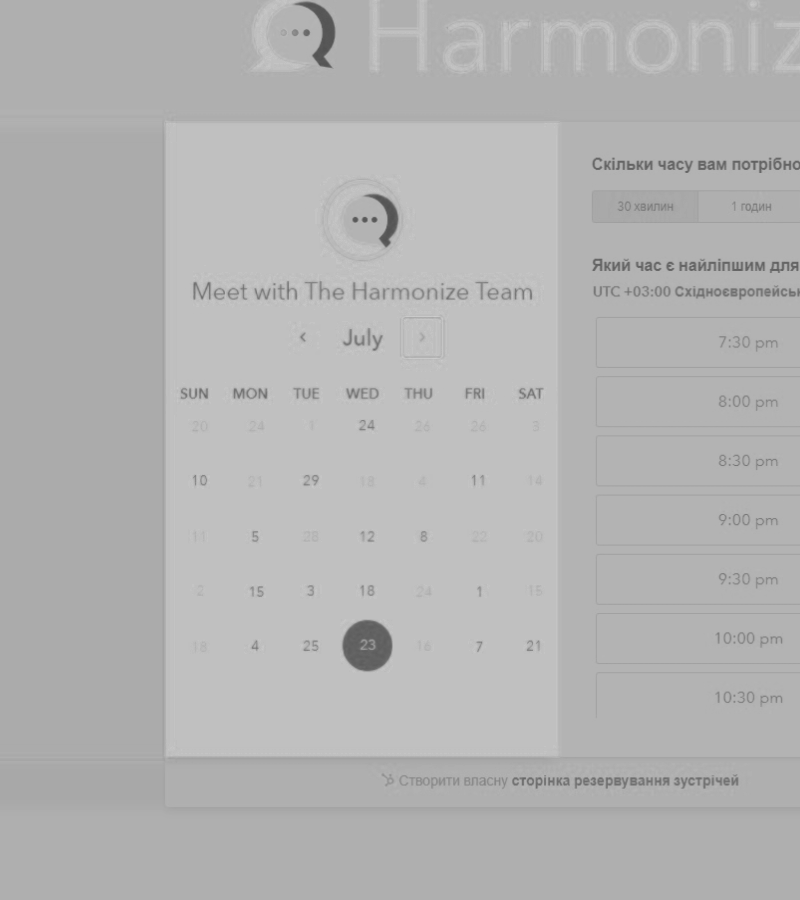 Harmoniz
Meet with The Harmonize Team
July
SUN MON TUE WED THU FRI SAT
20 24 1 24 26 26 3
10 21 29 18 4 11 14
11 5 28 12 8 22 20
2 15 3 18 24 1 15
18 4 25 23 16 7 21
Скільки часу вам потрібно
30 хвилин 1 годин
Який час є найліпшим для
UTC +03:00 Східноєвропейськ
7:30 pm
8:00 pm
8:30 pm
9:00 pm
9:30 pm
10:00 pm
10:30 pm
Створити власну сторінка резервування зустрічей